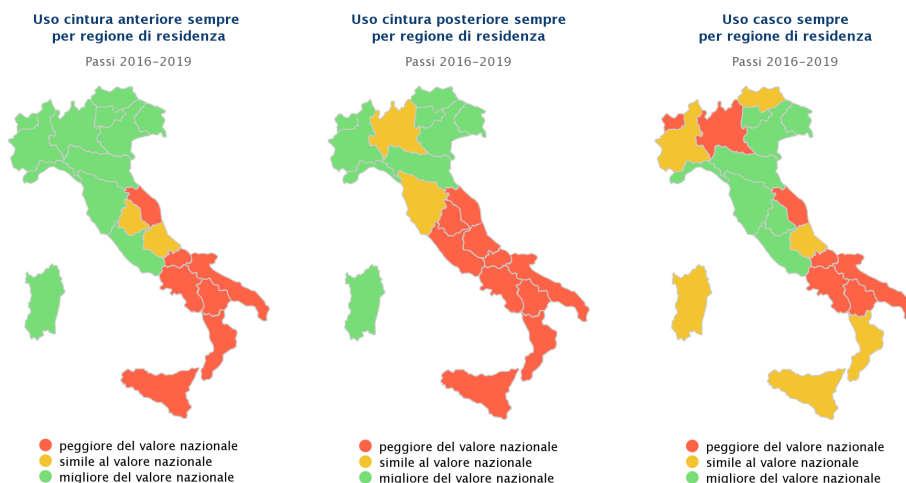 Uso cintura anteriore sempre
per regione di residenza
Passi 2016-2019
peggiore del valore nazionale
simile al valore nazionale
migliore del valore nazionale
Uso cintura posteriore sempre
per regione di residenza
Passi 2016-2019
peggiore del valore nazionale
simile al valore nazionale
migliore del valore nazionale
Uso casco sempre
per regione di residenza
Passi 2016-2019
peggiore del valore nazionale
simile al valore nazionale
migliore del valore nazionale